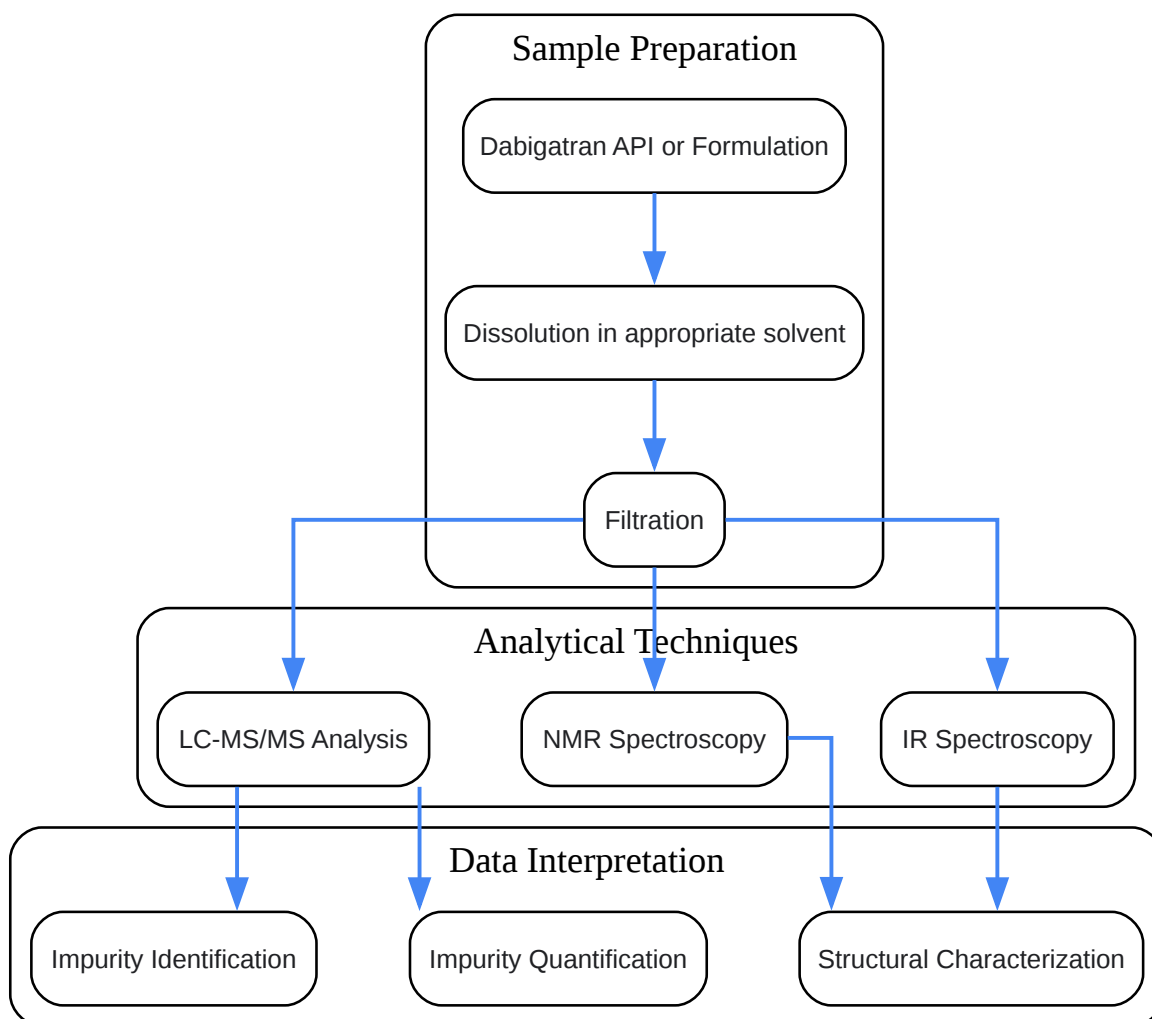 Sample Preparation
Dabigatran API or Formulation
Dissolution in appropriate solvent
Filtration
Analytical Techniques
LC-MS/MS Analysis
NMR Spectroscopy
IR Spectroscopy
Data Interpretation
Impurity Identification
Impurity Quantification
Structural Characterization